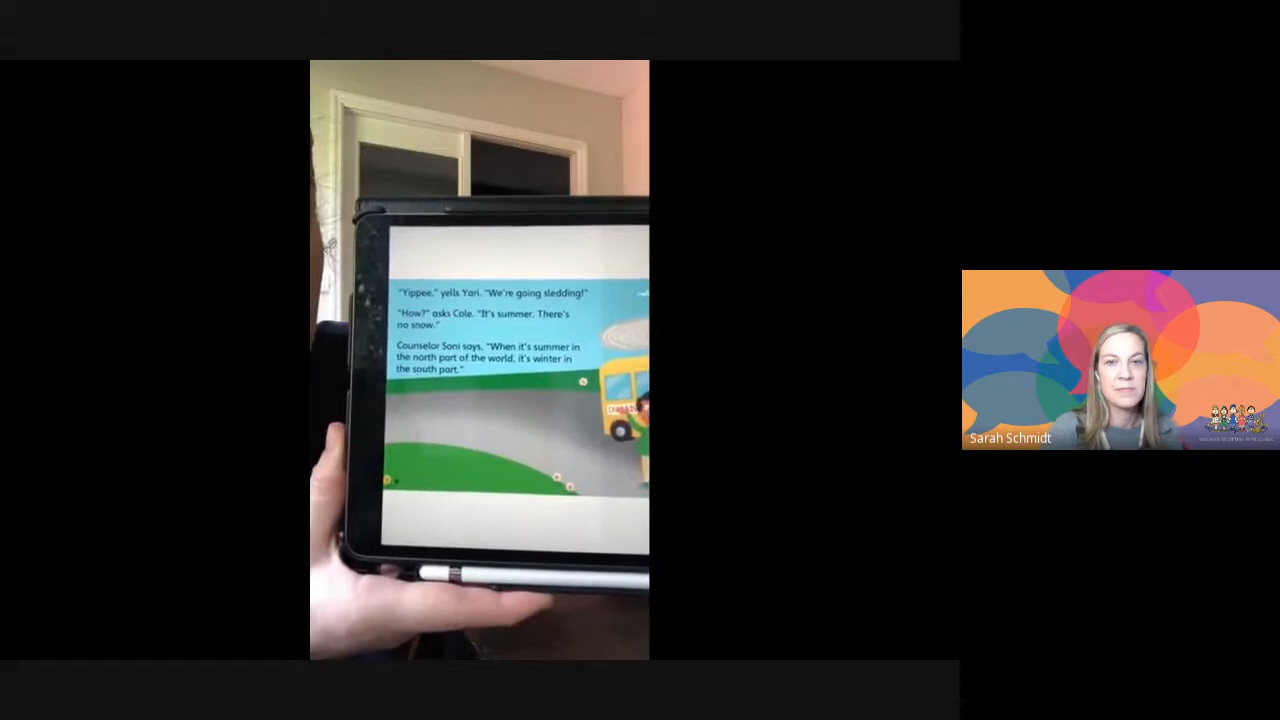 "Yippee," yells Yari. "We're going sledding!"
"How?" asks Cole. "It's summer. There's
no snow."
Counselor Soni says, "When it's summer in
the north part of the world, it's winter in
the south part."
Sarah Schmidt